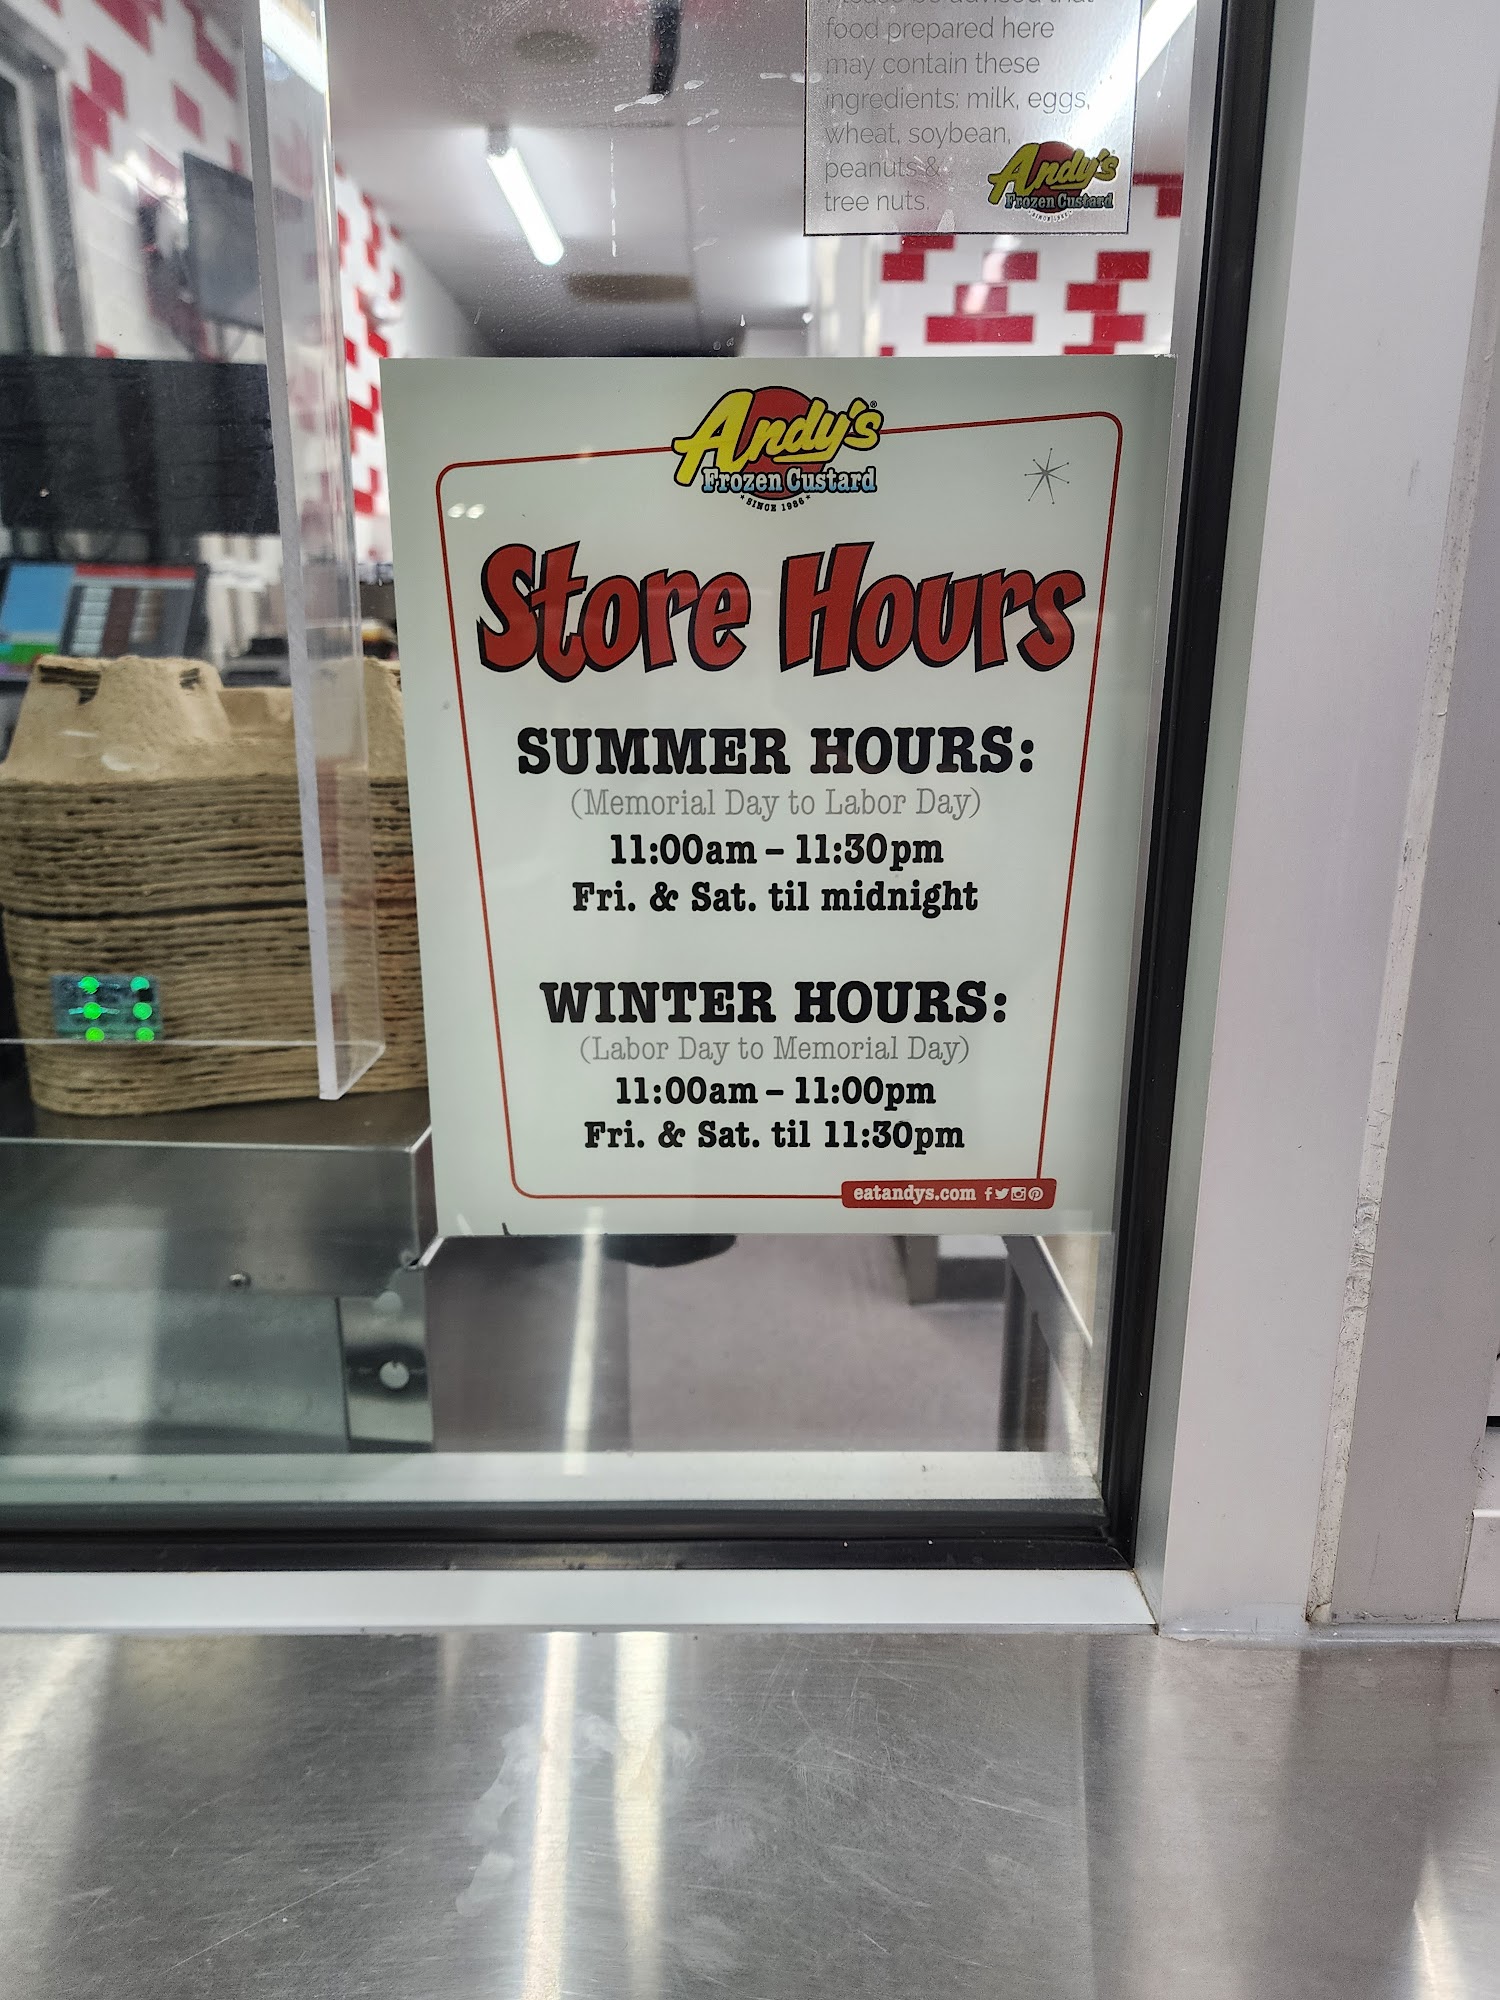 food prepared here
may contain these
ingredients: milk, eggs,
wheat, soybean,
peanuts &
tree nuts.
Andy's
Frozen Custard
Andy's®
Frozen Custard
SINCE 1986
Store Hours
SUMMER HOURS:
(Memorial Day to Labor Day)
11:00am – 11:30pm
Fri. & Sat. til midnight
WINTER HOURS:
(Labor Day to Memorial Day)
11:00am – 11:00pm
Fri. & Sat. til 11:30pm
eatandys.com